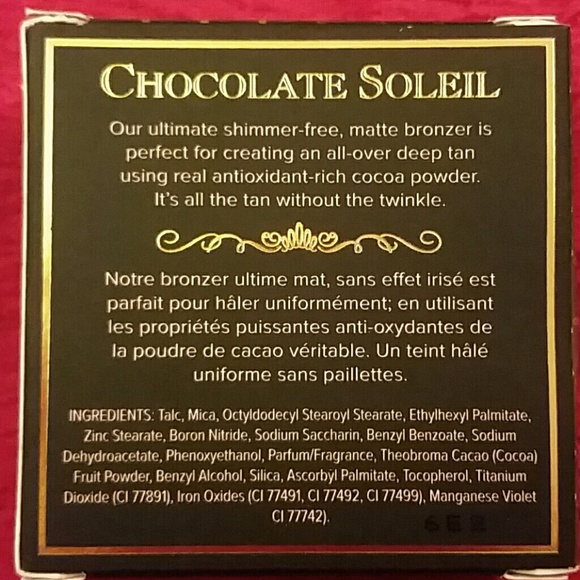 CHOCOLATE SOLEIL
Our ultimate shimmer-free, matte bronzer is
perfect for creating an all-over deep tan
using real antioxidant-rich cocoa powder.
It's all the tan without the twinkle.
Notre bronzer ultime mat, sans effet irisé est
parfait pour hâler uniformément; en utilisant
les propriétés puissantes anti-oxydantes de
la poudre de cacao véritable. Un teint hâlé
uniforme sans paillettes.
INGREDIENTS: Talc, Mica, Octyldodecyl Stearoyl Stearate, Ethylhexyl Palmitate,
Zinc Stearate, Boron Nitride, Sodium Saccharin, Benzyl Benzoate, Sodium
Dehydroacetate, Phenoxyethanol, Parfum/Fragrance, Theobroma Cacao (Cocoa)
Fruit Powder, Benzyl Alcohol, Silica, Ascorbyl Palmitate, Tocopherol, Titanium
Dioxide (CI 77891), Iron Oxides (CI 77491, CI 77492, CI 77499), Manganese Violet
CI 77742).